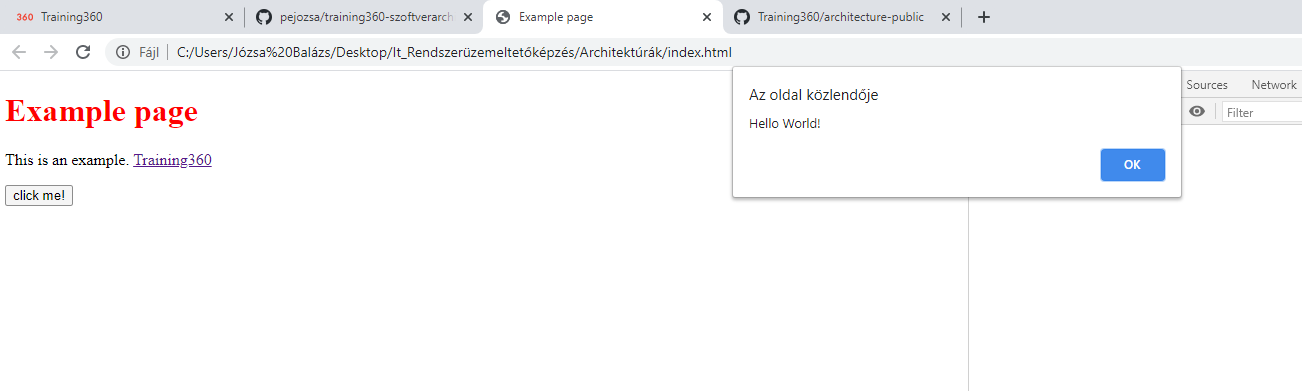 360 Training360
pejozsa/training360-szoftverarch
Example page
Training360/architecture-public
Fájl
C:/Users/Józsa%20Balázs/Desktop/It_Rendszerüzemeltetőképzés/Architektúrák/index.html
Az oldal közlendője
Hello World!
OK
Sources Network
Filter
Example page
This is an example. Training360
click me!